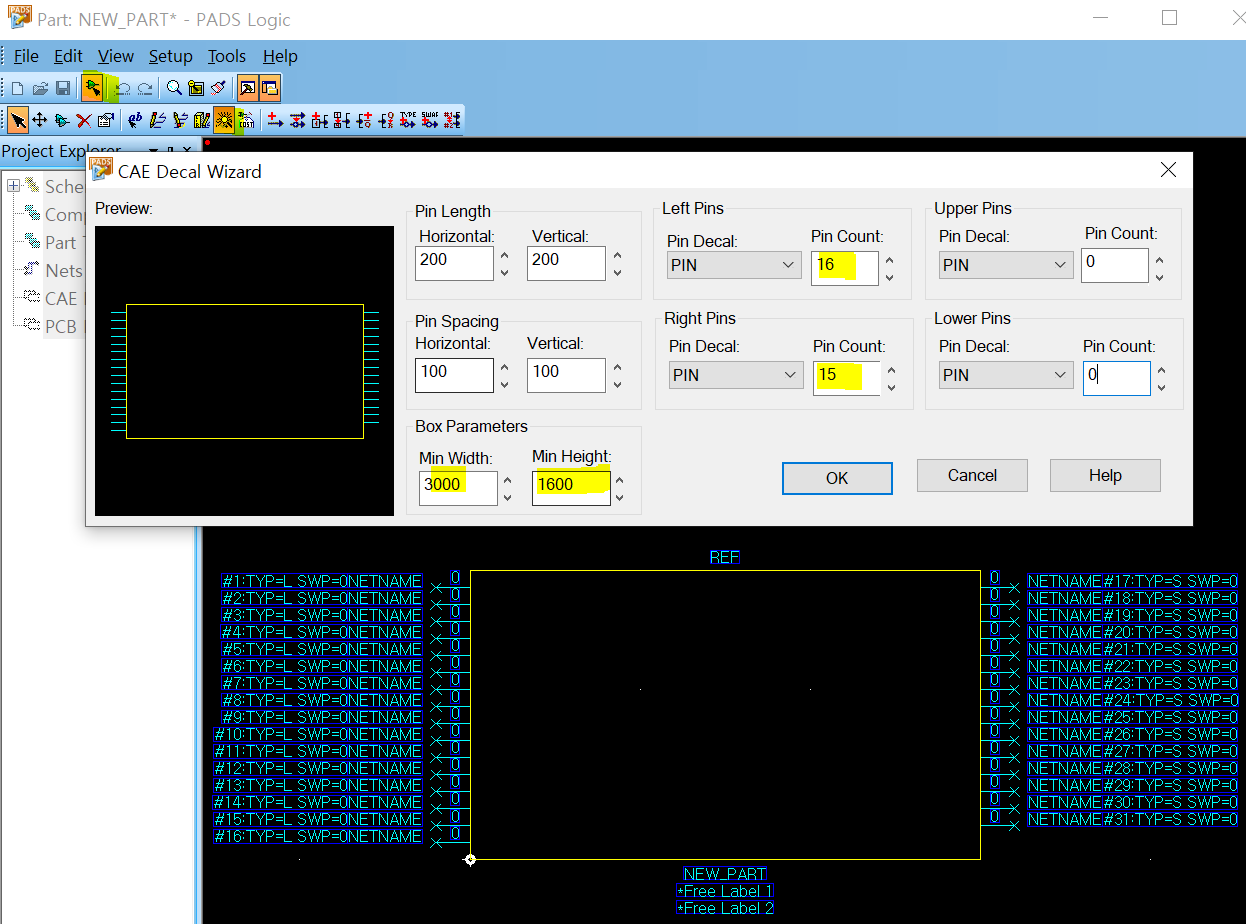 Part: NEW_PART* - PADS Logic
File Edit View Setup Tools Help
Project Explorer
Sche
Com
Part
Nets
CAE
PCB
CAE Decal Wizard
Preview:
Pin Length
Horizontal: Vertical:
200 200
Pin Spacing
Horizontal: Vertical:
100 100
Box Parameters
Min Width: Min Height:
3000 1600
Left Pins
Pin Decal: Pin Count:
PIN 16
Right Pins
Pin Decal: Pin Count:
PIN 15
Upper Pins
Pin Decal: Pin Count:
PIN 0
Lower Pins
Pin Decal: Pin Count:
PIN 0
OK Cancel Help
REF
#1:TYP=L SWP=0NETNAME 0 0 NETNAME#17:TYP=S SWP=0
#2:TYP=L SWP=0NETNAME 0 0 NETNAME#18:TYP=S SWP=0
#3:TYP=L SWP=0NETNAME 0 0 NETNAME#19:TYP=S SWP=0
#4:TYP=L SWP=0NETNAME 0 0 NETNAME#20:TYP=S SWP=0
#5:TYP=L SWP=0NETNAME 0 0 NETNAME#21:TYP=S SWP=0
#6:TYP=L SWP=0NETNAME 0 0 NETNAME#22:TYP=S SWP=0
#7:TYP=L SWP=0NETNAME 0 0 NETNAME#23:TYP=S SWP=0
#8:TYP=L SWP=0NETNAME 0 0 NETNAME#24:TYP=S SWP=0
#9:TYP=L SWP=0NETNAME 0 0 NETNAME#25:TYP=S SWP=0
#10:TYP=L SWP=0NETNAME 0 0 NETNAME#26:TYP=S SWP=0
#11:TYP=L SWP=0NETNAME 0 0 NETNAME#27:TYP=S SWP=0
#12:TYP=L SWP=0NETNAME 0 0 NETNAME#28:TYP=S SWP=0
#13:TYP=L SWP=0NETNAME 0 0 NETNAME#29:TYP=S SWP=0
#14:TYP=L SWP=0NETNAME 0 0 NETNAME#30:TYP=S SWP=0
#15:TYP=L SWP=0NETNAME 0 0 NETNAME#31:TYP=S SWP=0
#16:TYP=L SWP=0NETNAME 0
NEW_PART
*Free Label 1
*Free Label 2